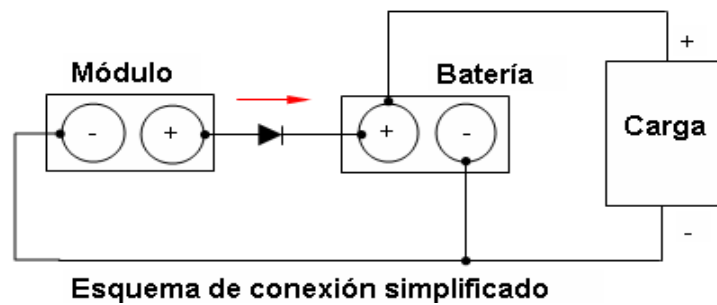 +
Módulo
Batería
- +
+ -
Carga
-
Esquema de conexión simplificado